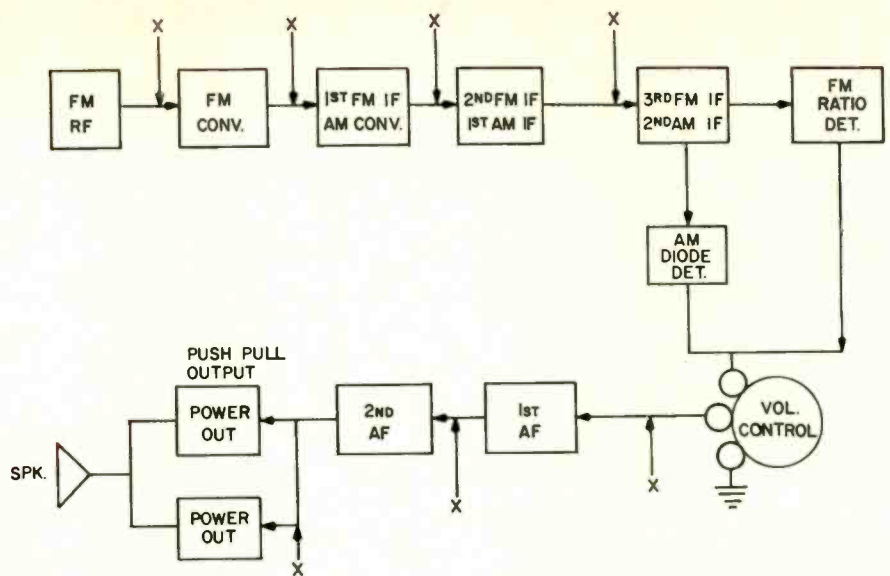 X
X
X
X
FM
RF
FM
CONV.
1ST FM IF
AM CONV.
2ND FM IF
1ST AM IF
3RD FM IF
2ND AM IF
FM
RATIO
DET.
AM
DIODE
DET.
PUSH PULL
OUTPUT
POWER
OUT
2ND
AF
1ST
AF
VOL.
CONTROL
SPK.
POWER
OUT
X
X
X